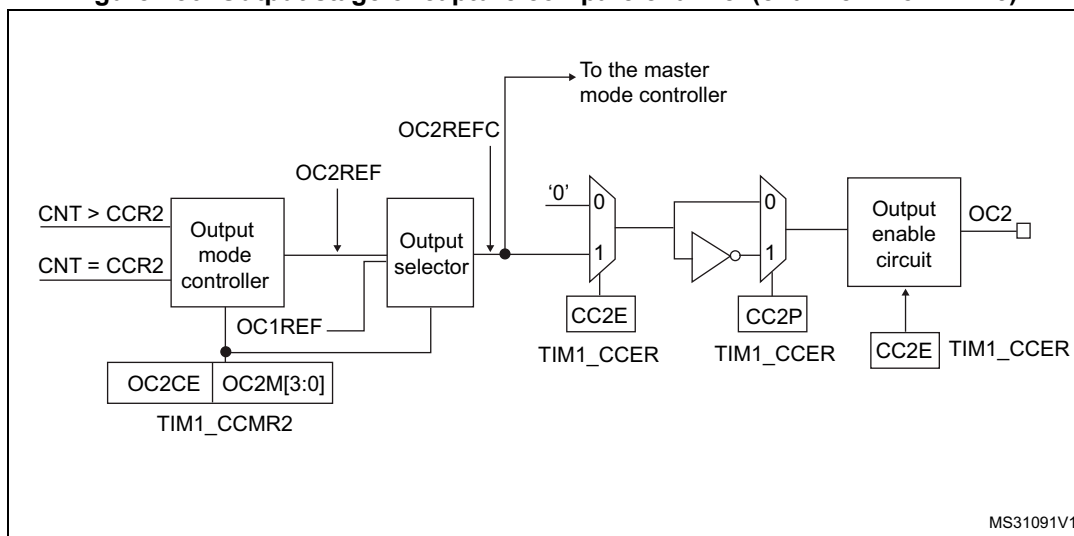 To the master
mode controller
OC2REFC
OC2REF
'0'
0
1
0
1
CNT > CCR2
CNT = CCR2
Output
mode
controller
Output
selector
Output
enable
circuit
OC2
OC1REF
CC2E
CC2P
CC2E
TIM1_CCER
TIM1_CCER
TIM1_CCER
OC2CE
OC2M[3:0]
TIM1_CCMR2
MS31091V1